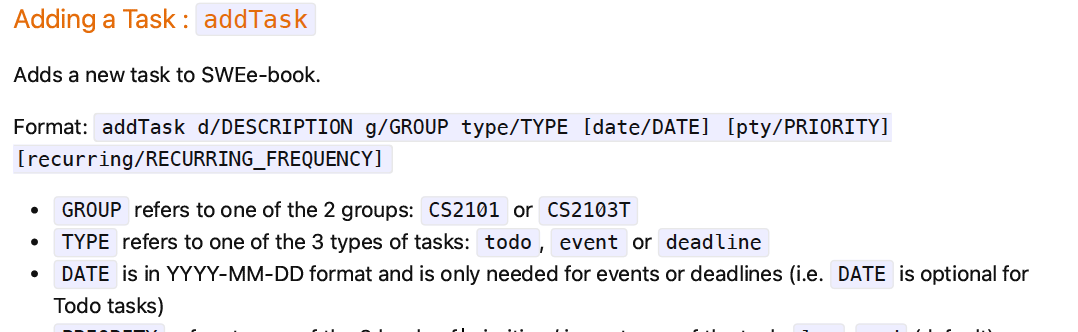 Adding a Task : addTask
Adds a new task to SWEe-book.
Format: addTask d/DESCRIPTION g/GROUP type/TYPE [date/DATE] [pty/PRIORITY]
[recurring/RECURRING_FREQUENCY]
• GROUP refers to one of the 2 groups: CS2101 or CS2103T
• TYPE refers to one of the 3 types of tasks: todo, event or deadline
• DATE is in YYYY-MM-DD format and is only needed for events or deadlines (i.e. DATE is optional for
Todo tasks)